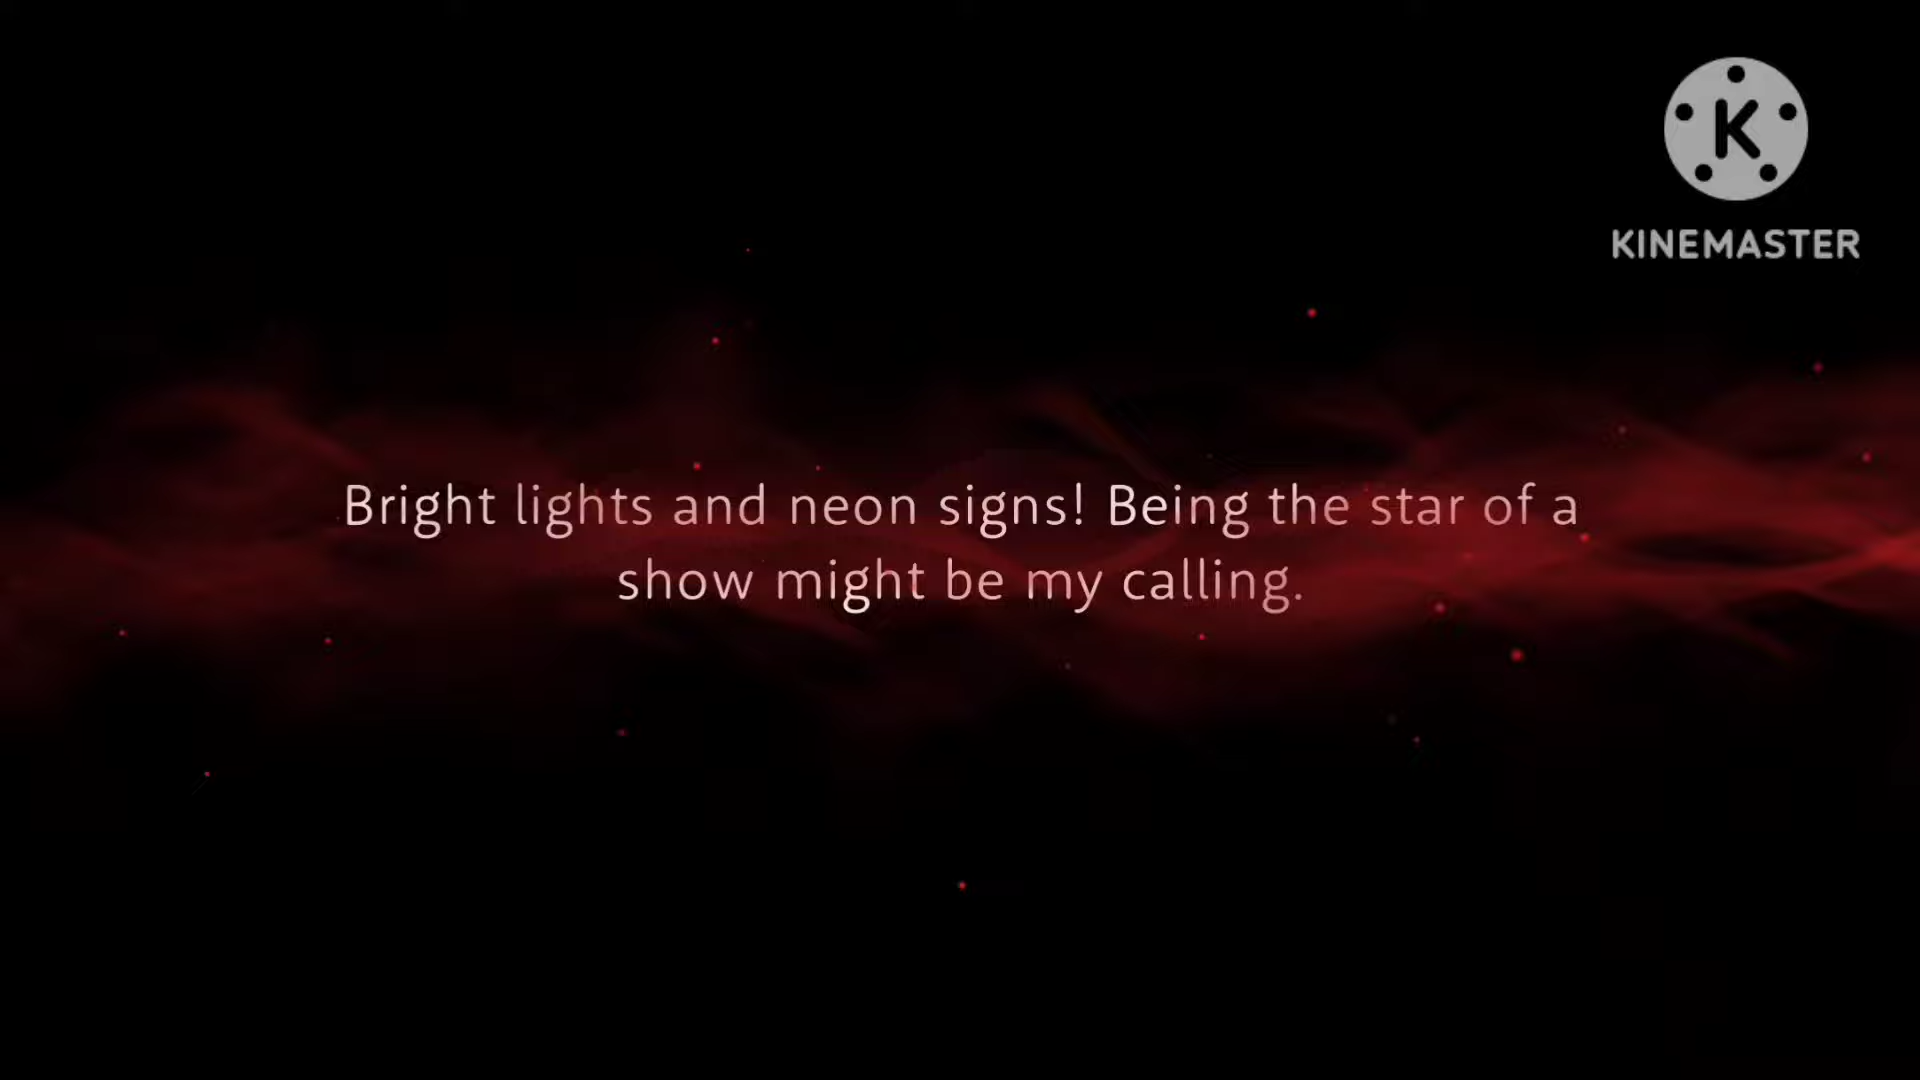 K
KINEMASTER
Bright lights and neon signs! Being the star of a
show might be my calling.